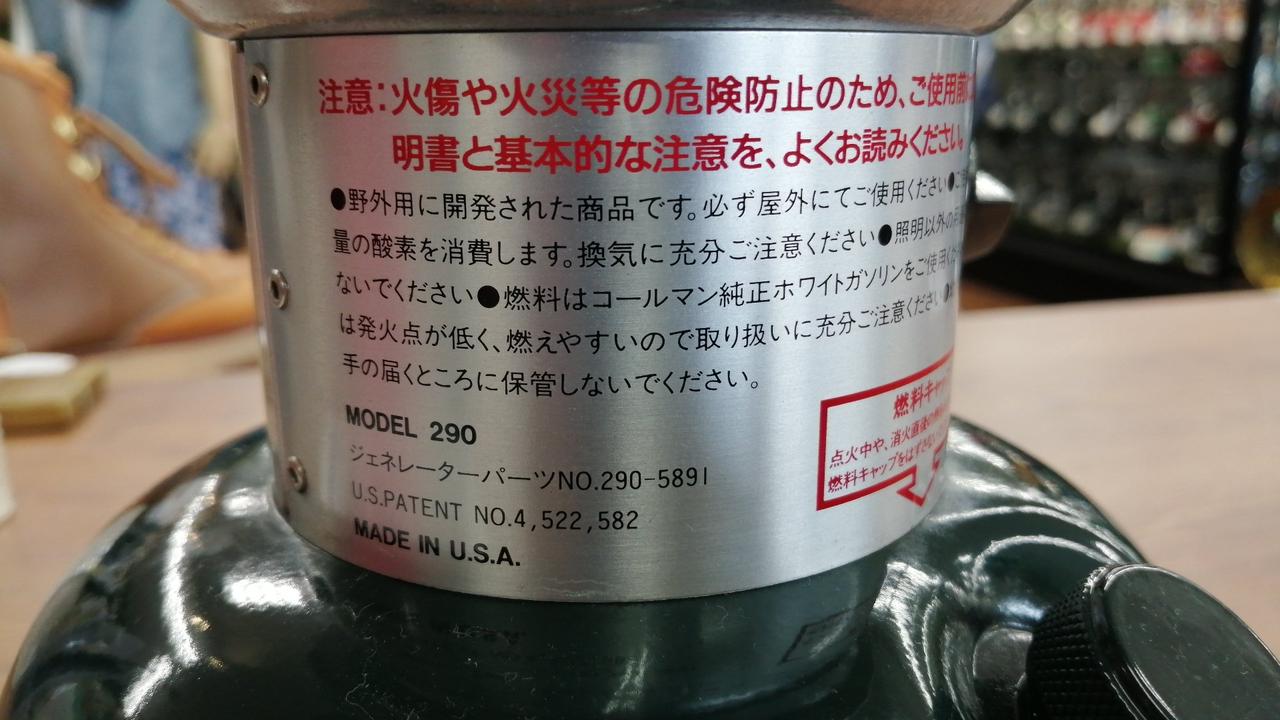 注意：火傷や火災等の危険防止のため、ご使用前に
明書と基本的な注意を、よくお読みください。
●野外用に開発された商品です。必ず屋外にてご使用ください●
量の酸素を消費します。換気に充分ご注意ください●照明以外の
ないでください●燃料はコールマン純正ホワイトガソリンをご使用く
は発火点が低く、燃えやすいので取り扱いに充分ご注意ください●
手の届くところに保管しないでください。
MODEL 290
ジェネレーターパーツNO.290-5891
U.S.PATENT NO.4,522,582
MADE IN U.S.A.
燃料キャッ
点火中や、消火直後の
燃料キャップをはずさない